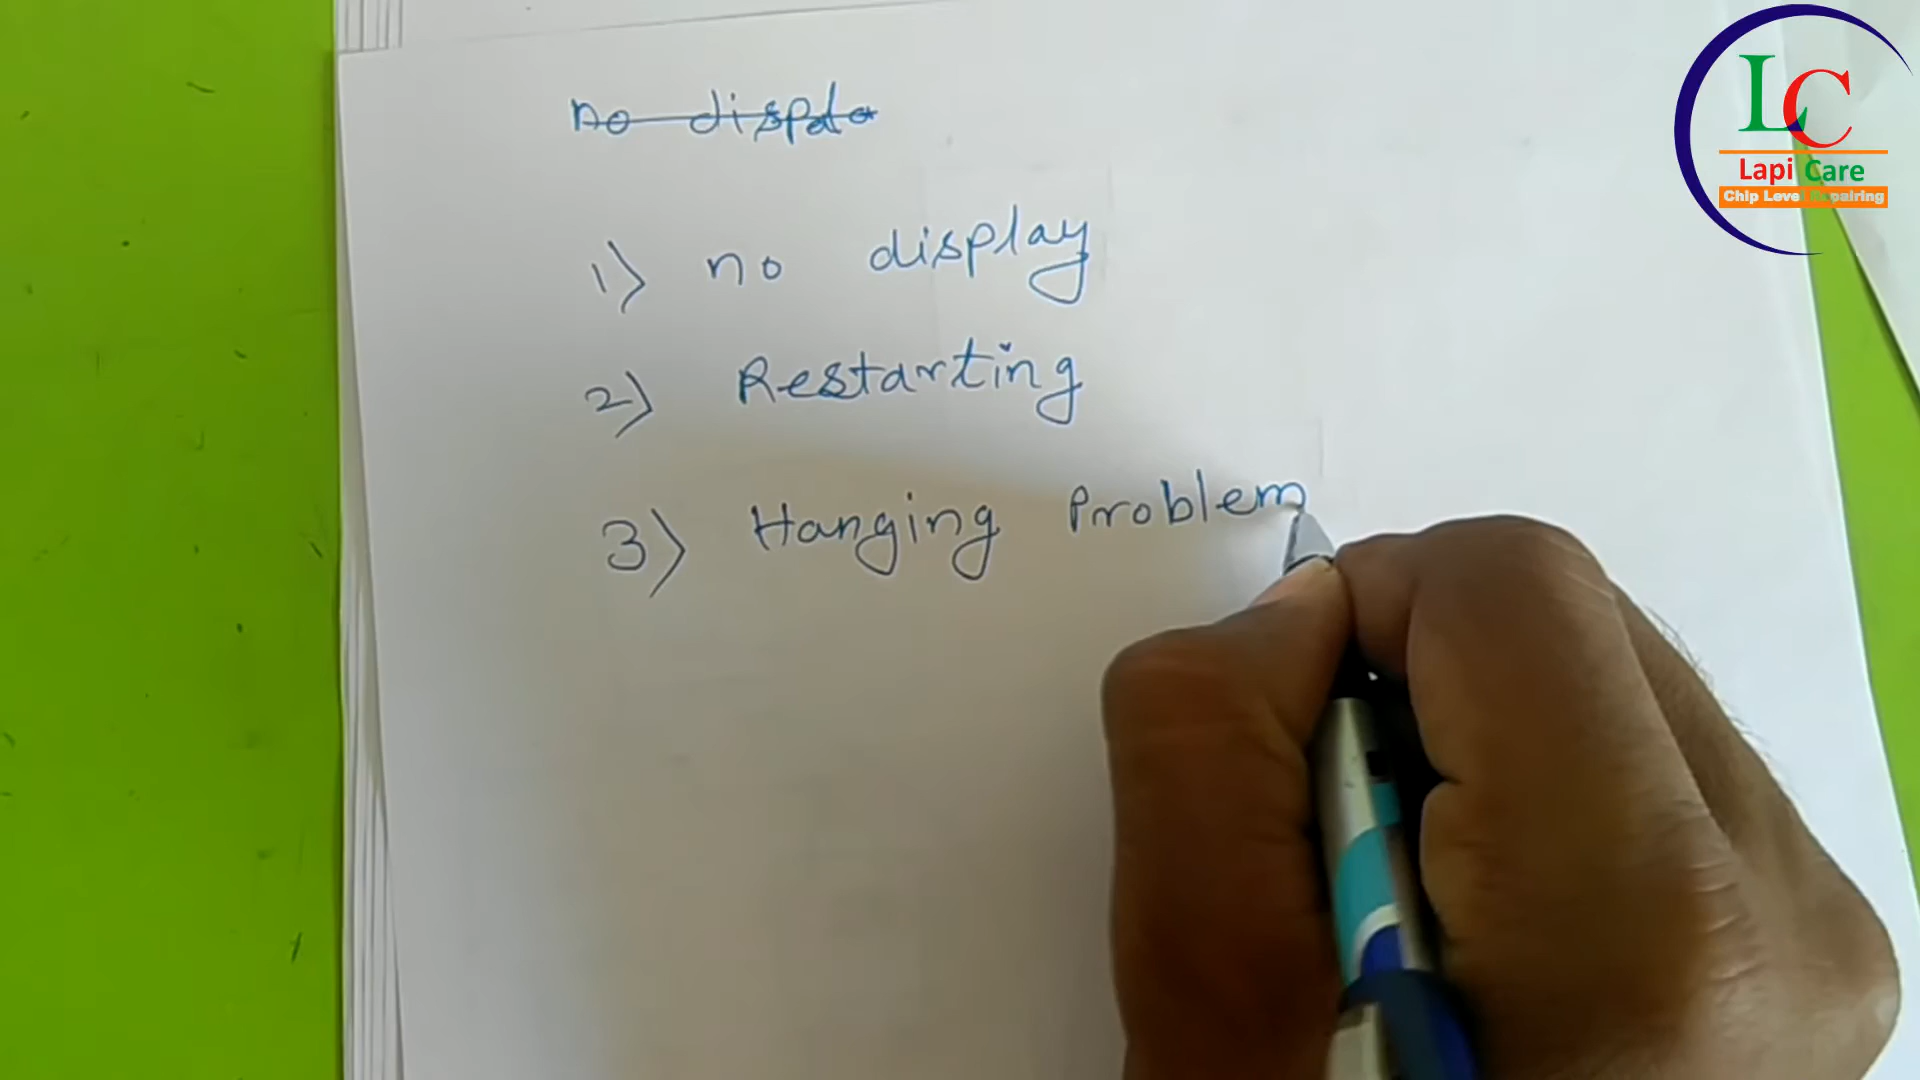 no displa
LC
Lapi Care
Chip Level Repairing
1) no display
2) Restarting
3) Hanging Problem